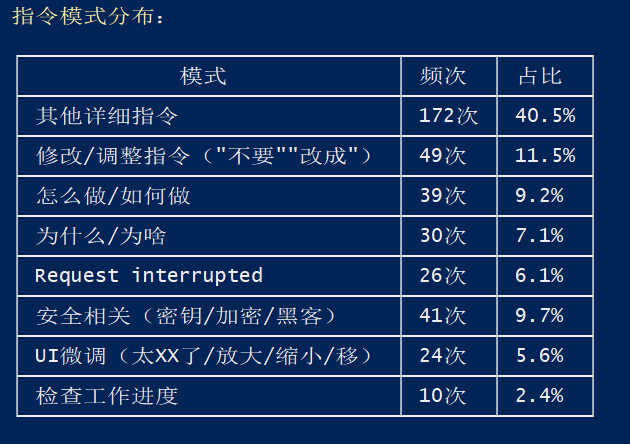 指令模式分布：
模式 频次 占比
其他详细指令 172次 40.5%
修改/调整指令（"不要""改成"） 49次 11.5%
怎么做/如何做 39次 9.2%
为什么/为啥 30次 7.1%
Request interrupted 26次 6.1%
安全相关（密钥/加密/黑客） 41次 9.7%
UI微调（太XX了/放大/缩小/移） 24次 5.6%
检查工作进度 10次 2.4%